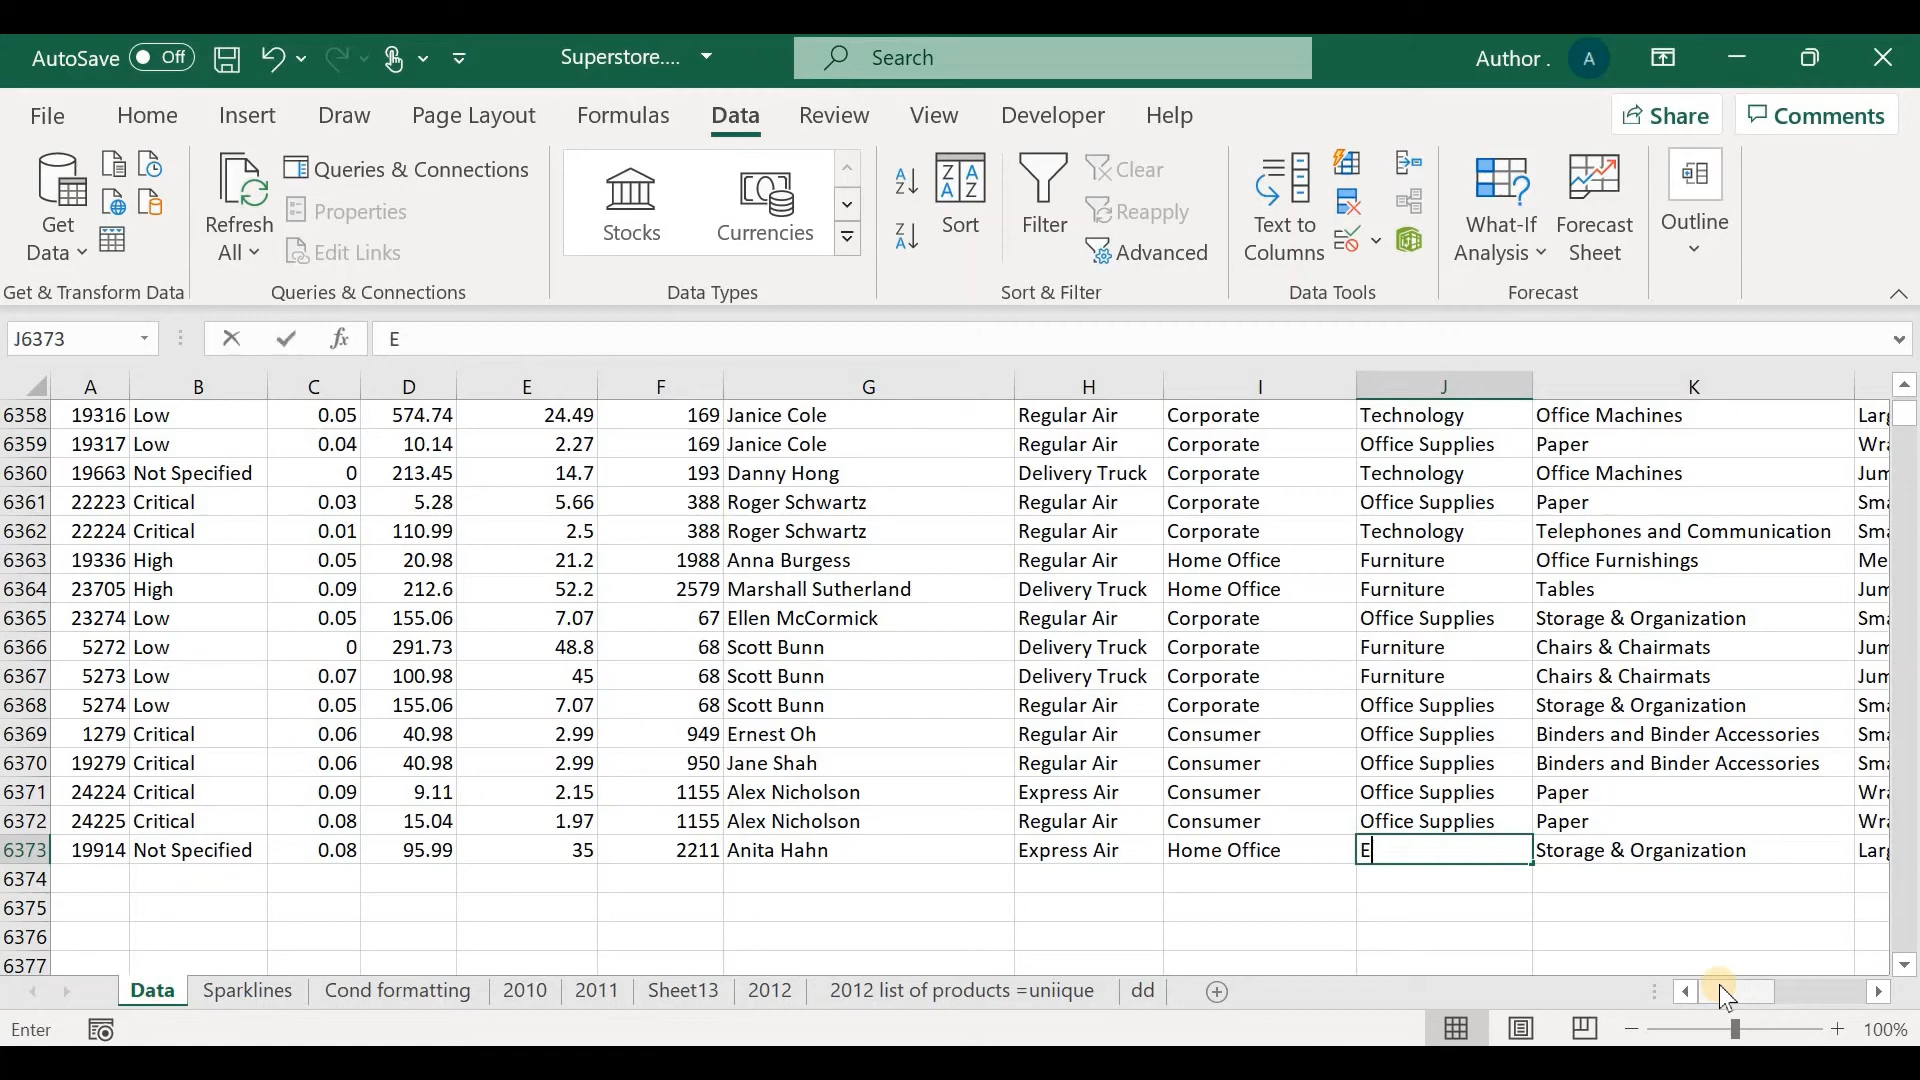 AutoSave Off Superstore.... Search Author . A
File Home Insert Draw Page Layout Formulas Data Review View Developer Help Share Comments
Get Data
Refresh All
Queries & Connections
Properties
Edit Links
Stocks Currencies
Sort
Filter
Clear
Reapply
Advanced
Text to Columns
What-If Analysis
Forecast Sheet
Outline
Get & Transform Data Queries & Connections Data Types Sort & Filter Data Tools Forecast
J6373 fx E
A B C D E F G H I J K
6358 19316 Low 0.05 574.74 24.49 169 Janice Cole Regular Air Corporate Technology Office Machines Larg
6359 19317 Low 0.04 10.14 2.27 169 Janice Cole Regular Air Corporate Office Supplies Paper Wra
6360 19663 Not Specified 0 213.45 14.7 193 Danny Hong Delivery Truck Corporate Technology Office Machines Jum
6361 22223 Critical 0.03 5.28 5.66 388 Roger Schwartz Regular Air Corporate Office Supplies Paper Sma
6362 22224 Critical 0.01 110.99 2.5 388 Roger Schwartz Regular Air Corporate Technology Telephones and Communication Sma
6363 19336 High 0.05 20.98 21.2 1988 Anna Burgess Regular Air Home Office Furniture Office Furnishings Me
6364 23705 High 0.09 212.6 52.2 2579 Marshall Sutherland Delivery Truck Home Office Furniture Tables Jum
6365 23274 Low 0.05 155.06 7.07 67 Ellen McCormick Regular Air Corporate Office Supplies Storage & Organization Sma
6366 5272 Low 0 291.73 48.8 68 Scott Bunn Delivery Truck Corporate Furniture Chairs & Chairmats Jum
6367 5273 Low 0.07 100.98 45 68 Scott Bunn Delivery Truck Corporate Furniture Chairs & Chairmats Jum
6368 5274 Low 0.05 155.06 7.07 68 Scott Bunn Regular Air Corporate Office Supplies Storage & Organization Sma
6369 1279 Critical 0.06 40.98 2.99 949 Ernest Oh Regular Air Consumer Office Supplies Binders and Binder Accessories Sma
6370 19279 Critical 0.06 40.98 2.99 950 Jane Shah Regular Air Consumer Office Supplies Binders and Binder Accessories Sma
6371 24224 Critical 0.09 9.11 2.15 1155 Alex Nicholson Express Air Consumer Office Supplies Paper Wra
6372 24225 Critical 0.08 15.04 1.97 1155 Alex Nicholson Regular Air Consumer Office Supplies Paper Wra
6373 19914 Not Specified 0.08 95.99 35 2211 Anita Hahn Express Air Home Office E Storage & Organization Larg
6374
6375
6376
6377
Data Sparklines Cond formatting 2010 2011 Sheet13 2012 2012 list of products =uniique dd
Enter 100%